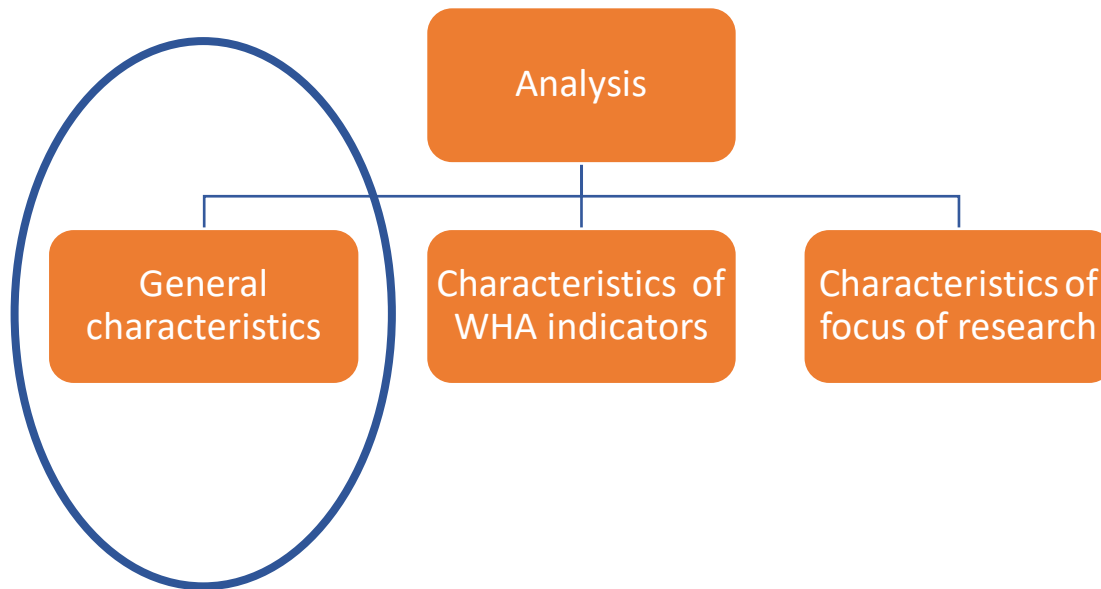 Analysis
General
characteristics
Characteristics of
WHA indicators
Characteristics of
focus of research